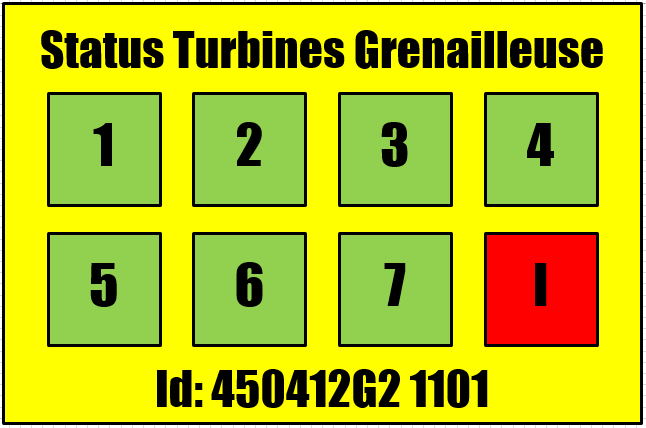 Status Turbines Grenailleuse
1 2 3 4
5 6 7 I
Id: 450412G2 1101